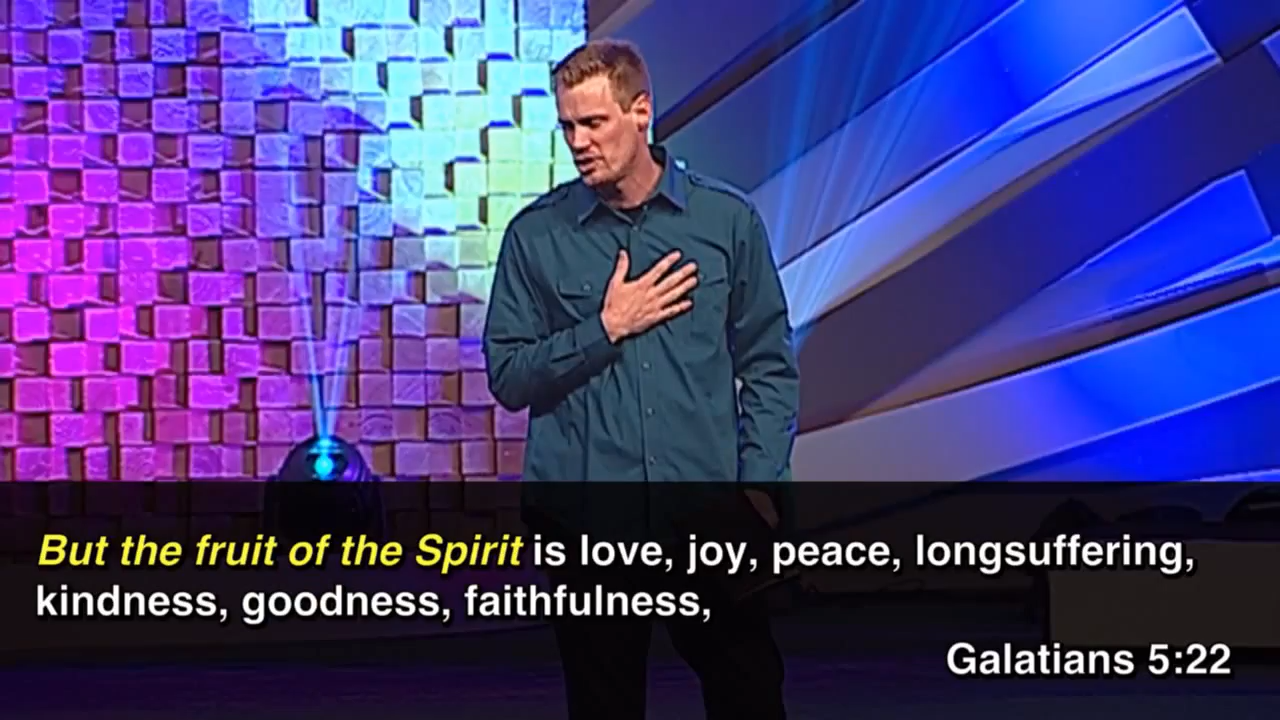 But the fruit of the Spirit is love, joy, peace, longsuffering,
kindness, goodness, faithfulness,
Galatians 5:22